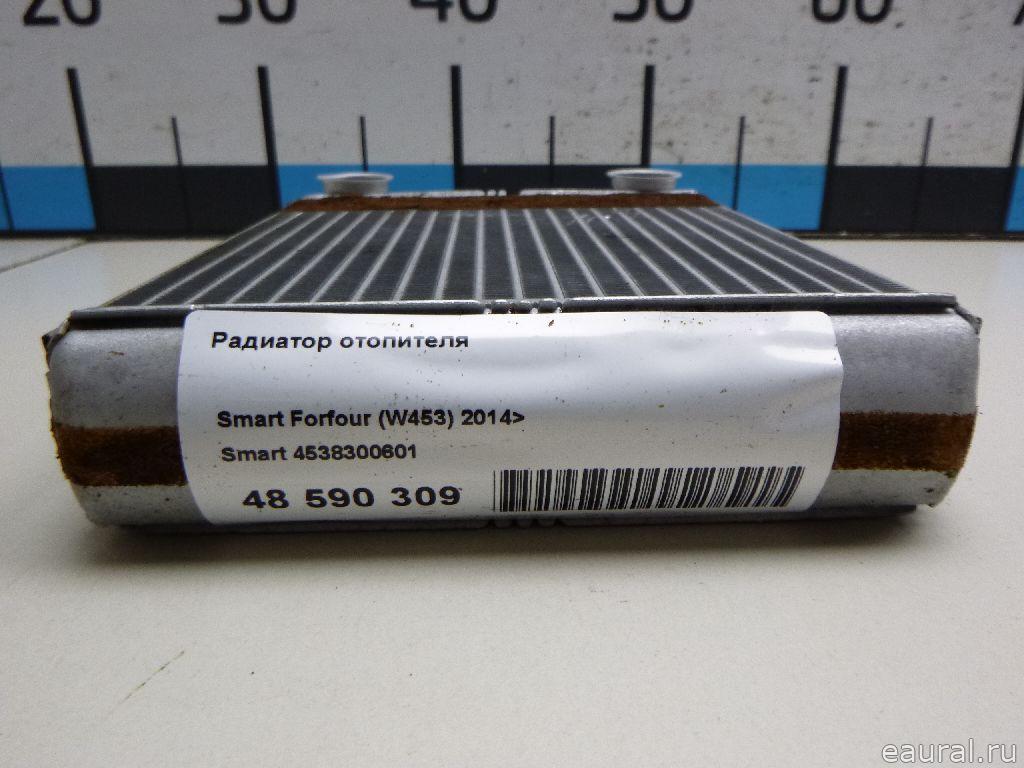 20 30 40 50 60
Радиатор отопителя
Smart Forfour (W453) 2014>
Smart 4538300601
48 590 309
eaural.ru